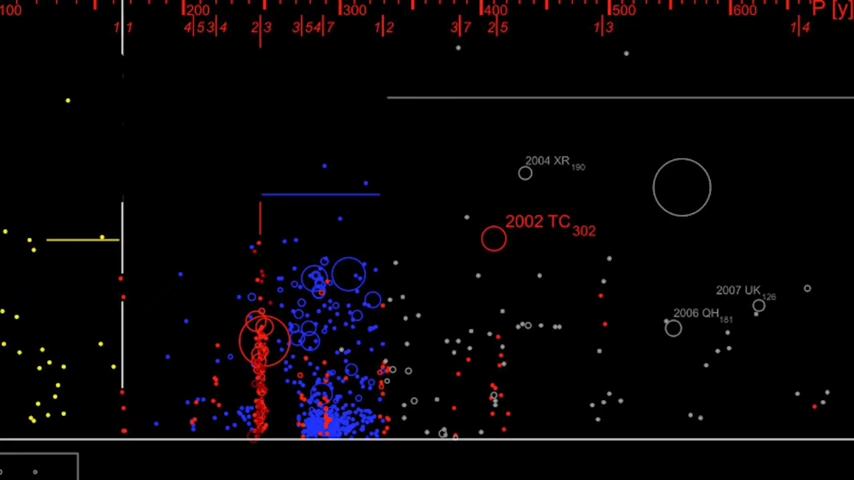 100 200 300 400 500 600 P [y]
1|1 4|5 3|4 2|3 3|5 4|7 1|2 3|7 2|5 1|3 1|4
2004 XR190
2002 TC302
2007 UK126
2006 QH181